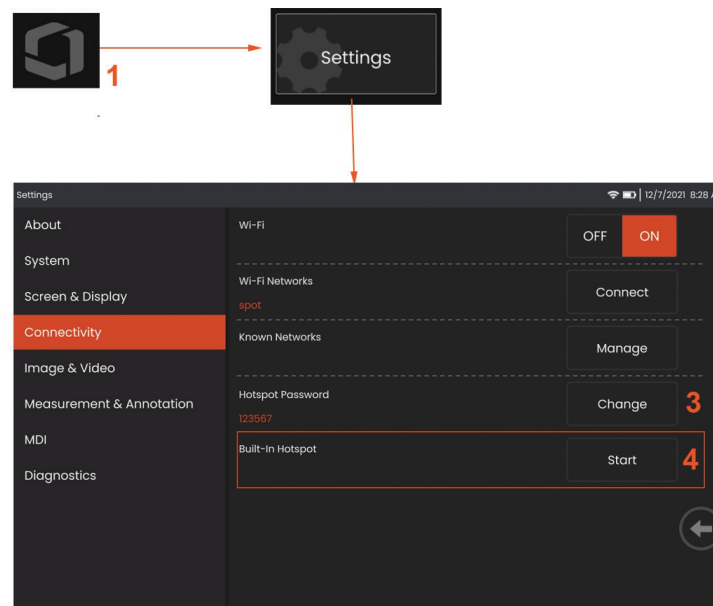 1
Settings
Settings
12/7/2021 8:28 A
About
System
Screen & Display
Connectivity
Image & Video
Measurement & Annotation
MDI
Diagnostics
Wi-Fi
OFF ON
Wi-Fi Networks
spot
Connect
Known Networks
Manage
Hotspot Password
123567
Change
3
Built-In Hotspot
Start
4